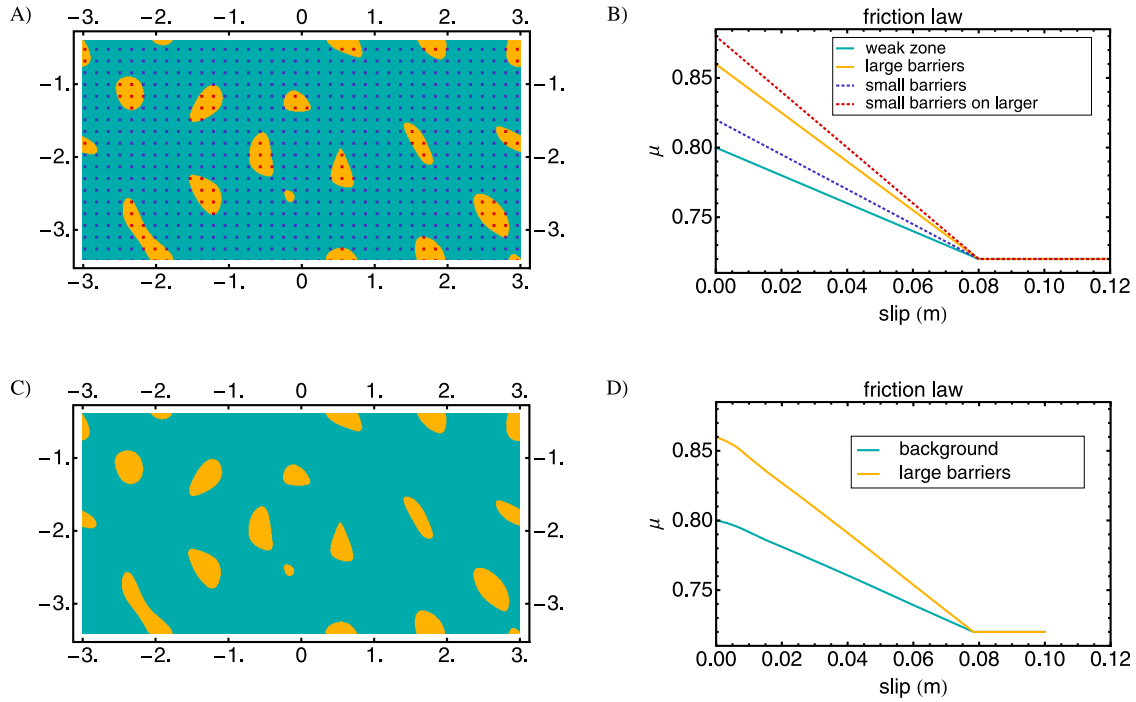 A)
−3. −2. −1. 0 1. 2. 3.
−1. −1.
−2. −2.
−3. −3.
−3. −2. −1. 0 1. 2. 3.
B)
friction law
weak zone
large barriers
small barriers
small barriers on larger
μ
0.85
0.80
0.75
0.00 0.02 0.04 0.06 0.08 0.10 0.12
slip (m)
C)
−3. −2. −1. 0 1. 2. 3.
−1. −1.
−2. −2.
−3. −3.
−3. −2. −1. 0 1. 2. 3.
D)
friction law
background
large barriers
μ
0.85
0.80
0.75
0.00 0.02 0.04 0.06 0.08 0.10 0.12
slip (m)